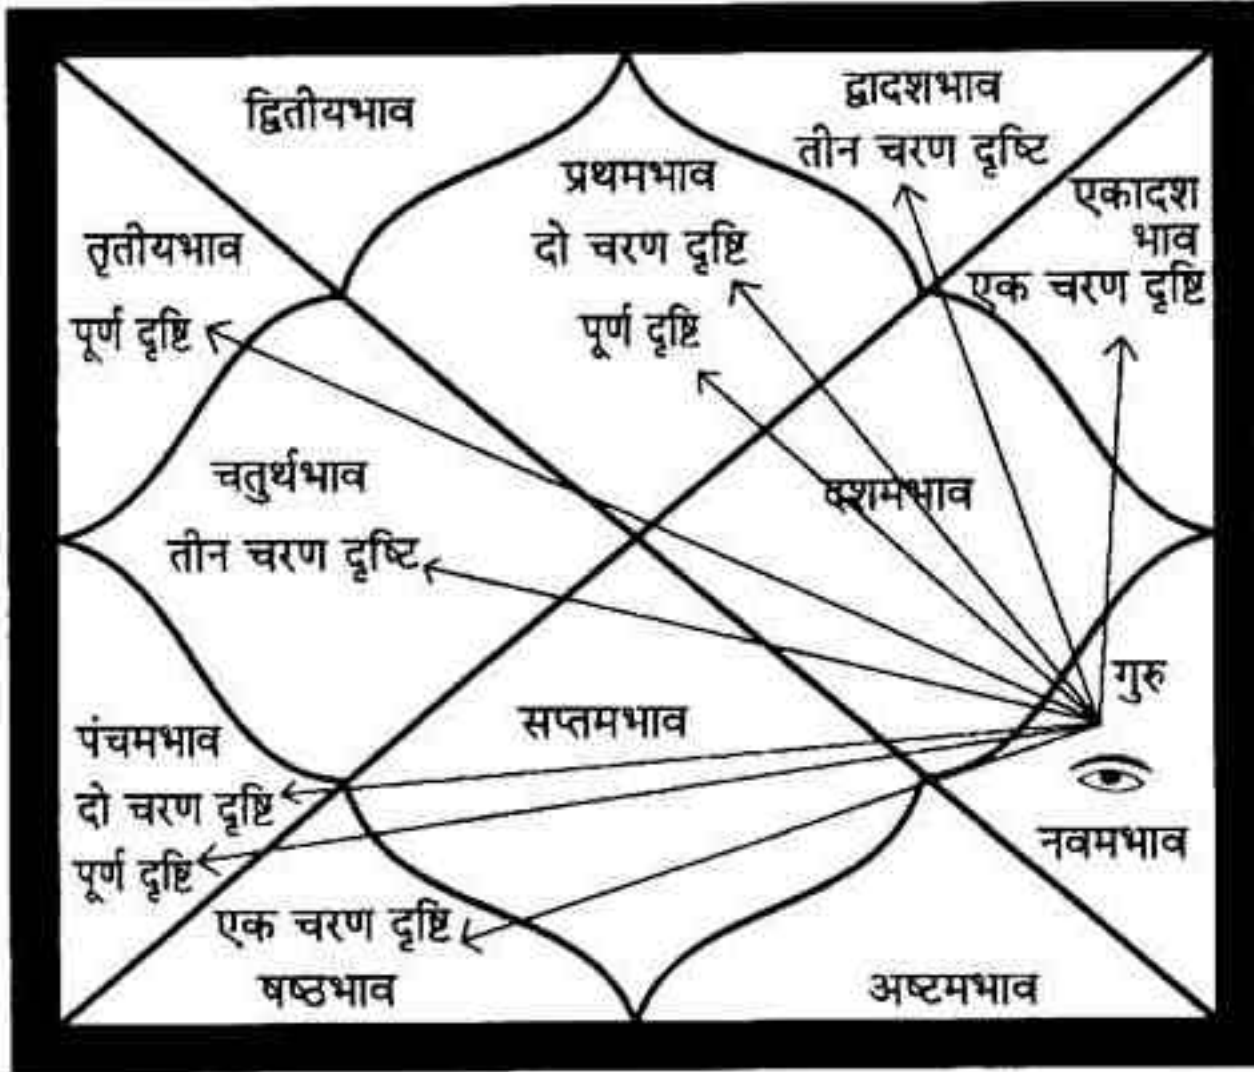 द्वितीयभाव
द्वादशभाव
तीन चरण दृष्टि
प्रथमभाव
दो चरण दृष्टि
पूर्ण दृष्टि
एकादश
भाव
एक चरण दृष्टि
तृतीयभाव
पूर्ण दृष्टि
चतुर्थभाव
तीन चरण दृष्टि
दशमभाव
गुरु
सप्तमभाव
पंचमभाव
दो चरण दृष्टि
पूर्ण दृष्टि
नवमभाव
एक चरण दृष्टि
षष्ठभाव
अष्टमभाव